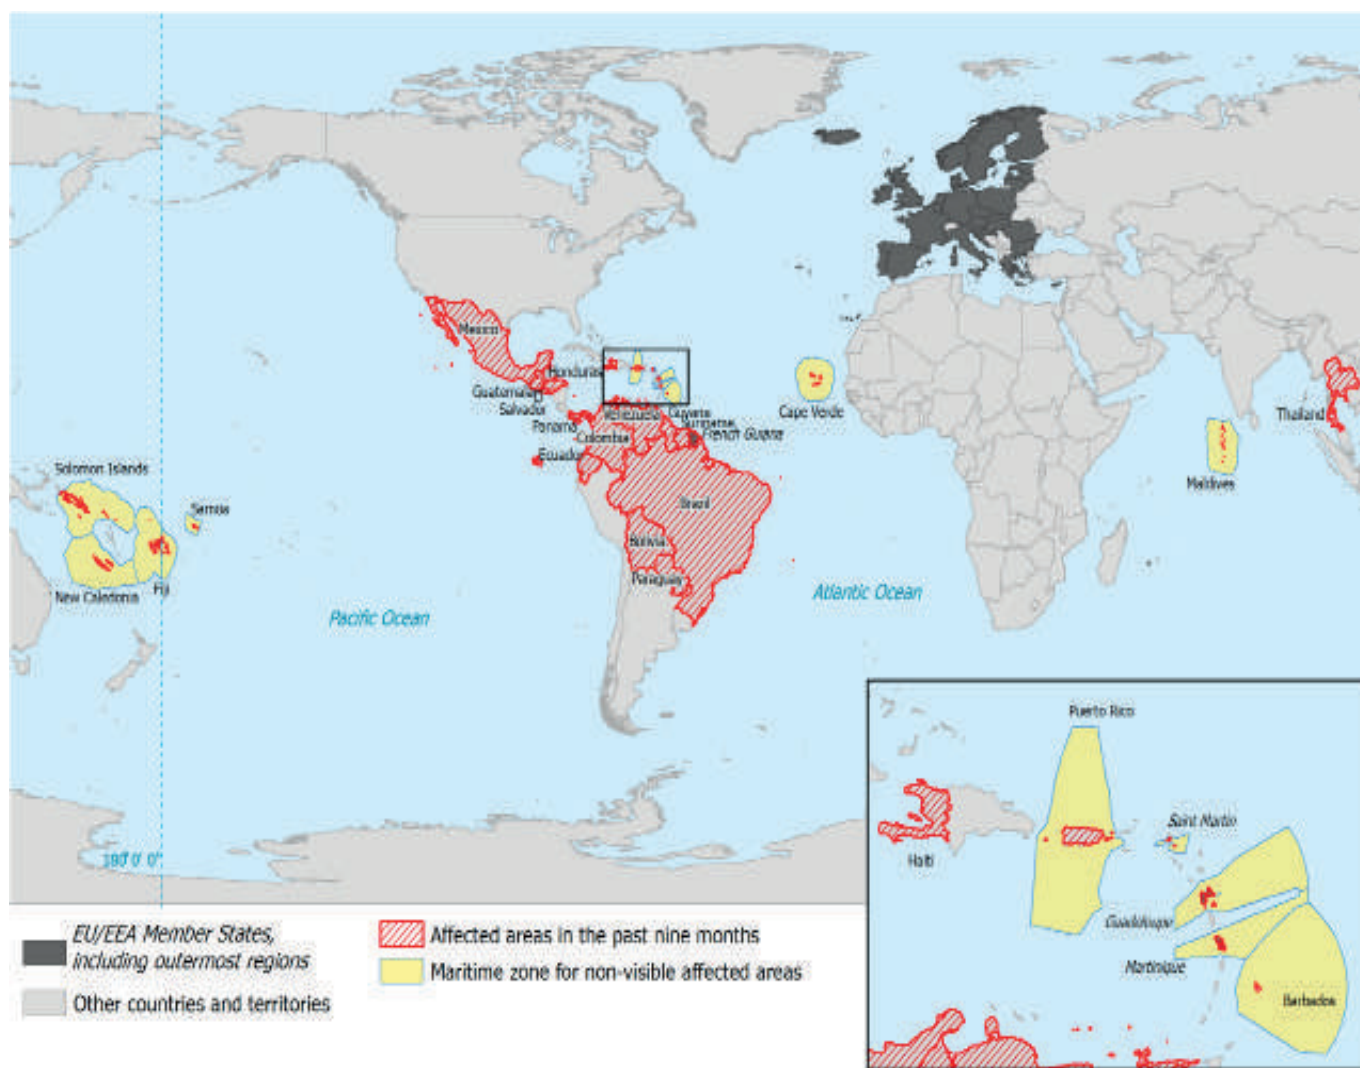 Mexico
Honduras
Guatemala
Salvador
Panama
Venezuela
Guyana
Suriname
French Guiana
Colombia
Ecuador
Cape Verde
Thailand
Maldives
Solomon Islands
Samoa
Brazil
Bolivia
Paraguay
New Caledonia
Fiji
Pacific Ocean
Atlantic Ocean
Puerto Rico
Saint Martin
Haiti
Guadeloupe
Martinique
Barbados
180°0' 0"
EU/EEA Member States,
including outermost regions
Other countries and territories
Affected areas in the past nine months
Maritime zone for non-visible affected areas